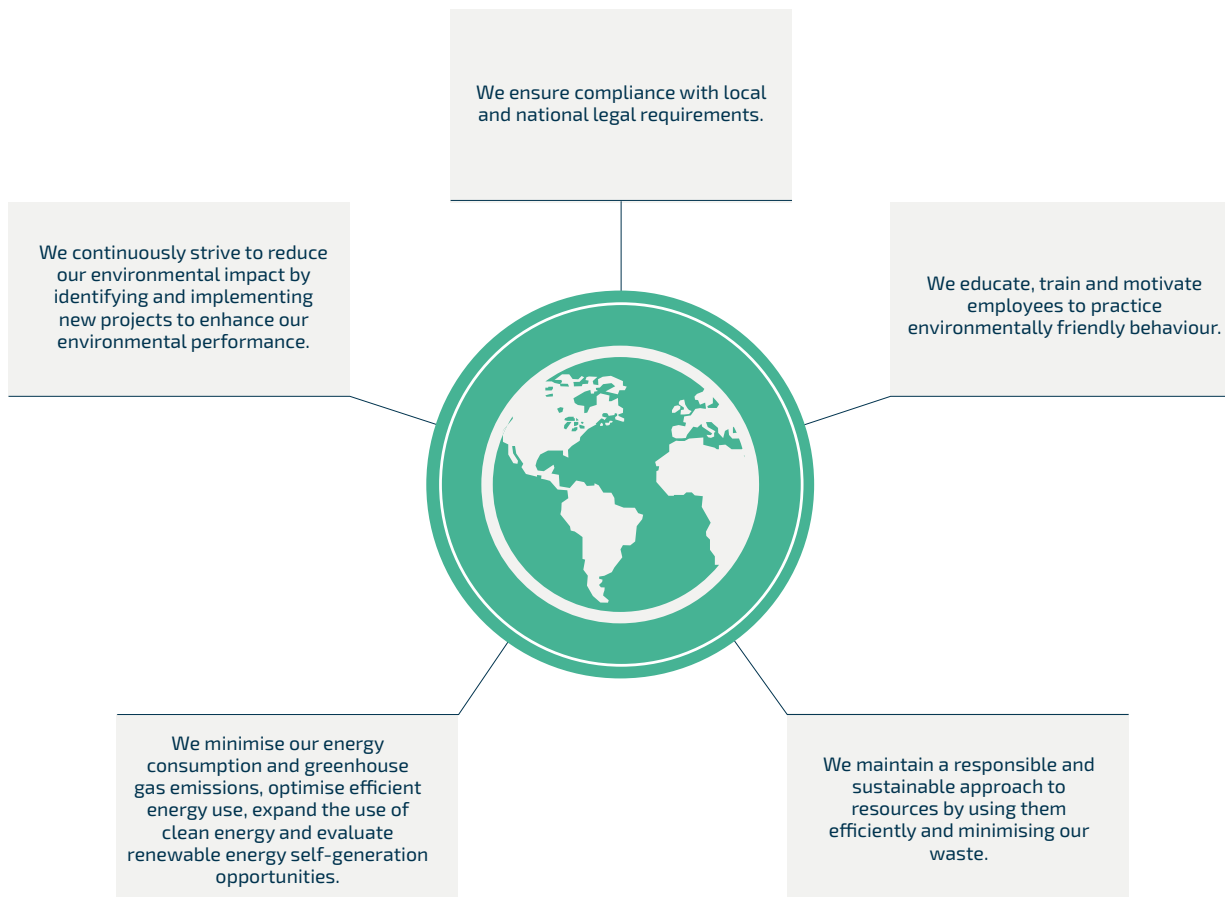 We ensure compliance with local
and national legal requirements.
We continuously strive to reduce
our environmental impact by
identifying and implementing
new projects to enhance our
environmental performance.
We educate, train and motivate
employees to practice
environmentally friendly behaviour.
We minimise our energy
consumption and greenhouse
gas emissions, optimise efficient
energy use, expand the use of
clean energy and evaluate
renewable energy self-generation
opportunities.
We maintain a responsible and
sustainable approach to
resources by using them
efficiently and minimising our
waste.